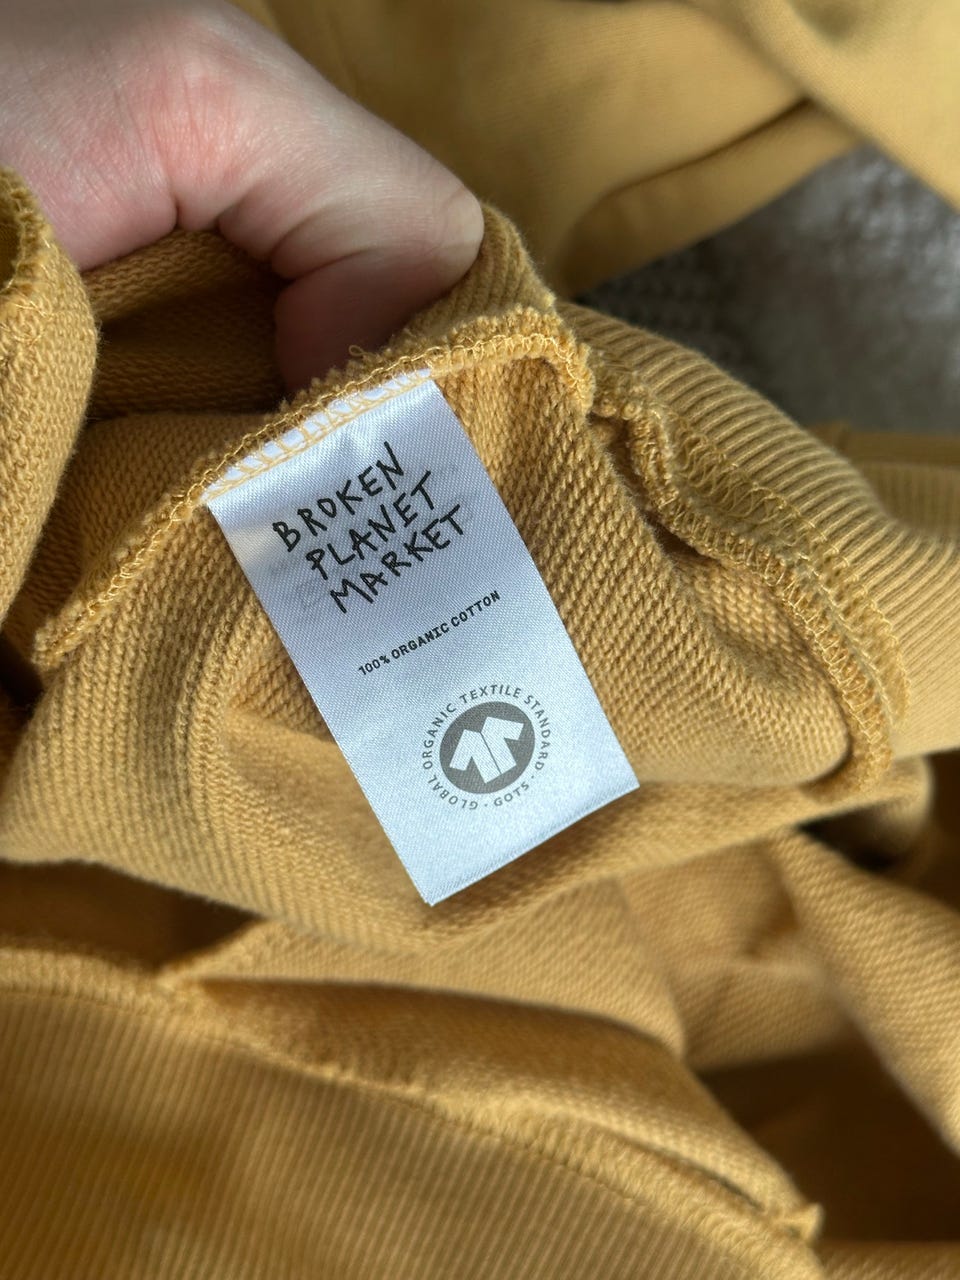 BROKEN
PLANET
MARKET
100% ORGANIC COTTON
GLOBAL ORGANIC TEXTILE STANDARD · GOTS ·